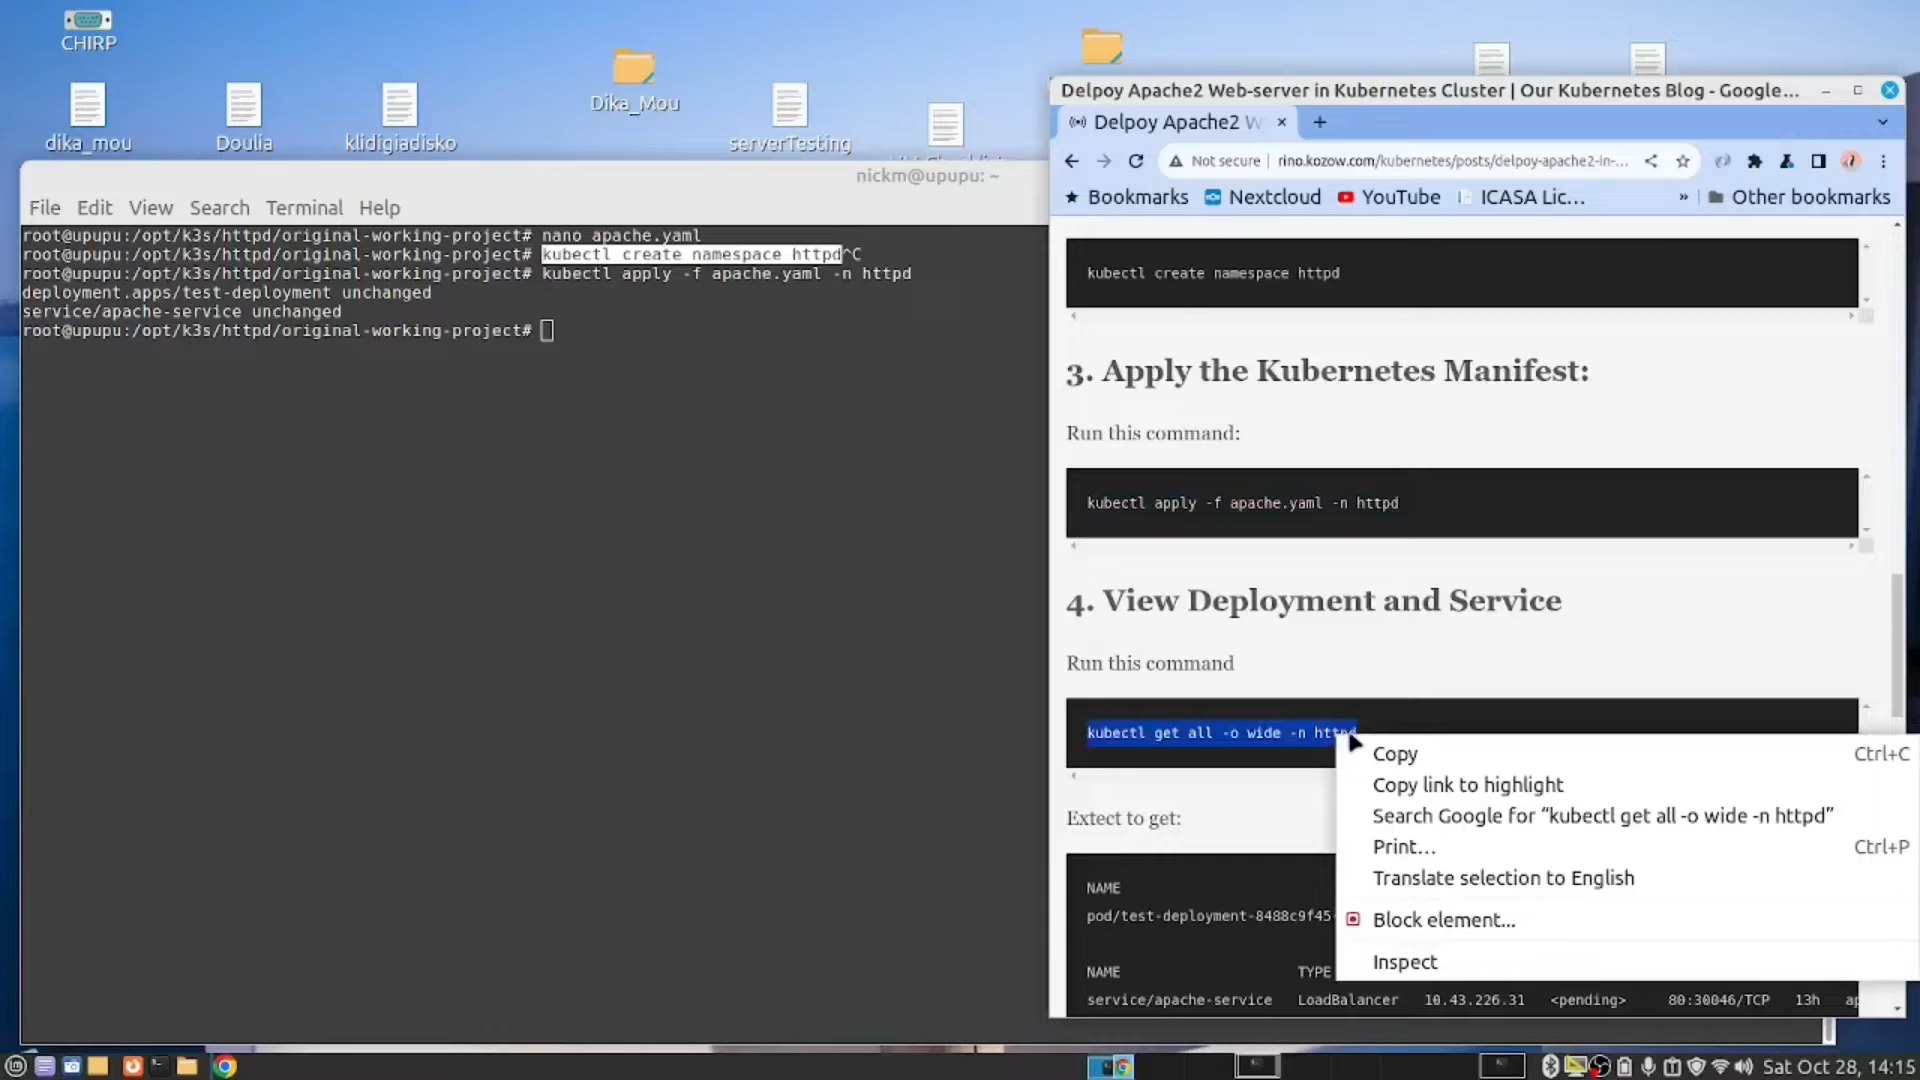 CHIRP
dika_mou
Doulia
klidigiadisko
Dika_Mou
serverTesting
Delpoy Apache2 Web-server in Kubernetes Cluster | Our Kubernetes Blog - Google...
Delpoy Apache2 W
Not secure
rino.kozow.com/kubernetes/posts/delpoy-apache2-in-...
Bookmarks
Nextcloud
YouTube
ICASA Lic...
» Other bookmarks
nickm@upupu: ~
File Edit View Search Terminal Help
root@upupu:/opt/k3s/httpd/original-working-project# nano apache.yaml
root@upupu:/opt/k3s/httpd/original-working-project# kubectl create namespace httpd^C
root@upupu:/opt/k3s/httpd/original-working-project# kubectl apply -f apache.yaml -n httpd
deployment.apps/test-deployment unchanged
service/apache-service unchanged
root@upupu:/opt/k3s/httpd/original-working-project#
kubectl create namespace httpd
3. Apply the Kubernetes Manifest:
Run this command:
kubectl apply -f apache.yaml -n httpd
4. View Deployment and Service
Run this command
kubectl get all -o wide -n httpd
Extect to get:
NAME
pod/test-deployment-8488c9f45-
NAME TYPE
service/apache-service LoadBalancer 10.43.226.31 <pending> 80:30046/TCP 13h ap
Copy Ctrl+C
Copy link to highlight
Search Google for “kubectl get all -o wide -n httpd”
Print... Ctrl+P
Translate selection to English
Block element...
Inspect
Sat Oct 28, 14:15